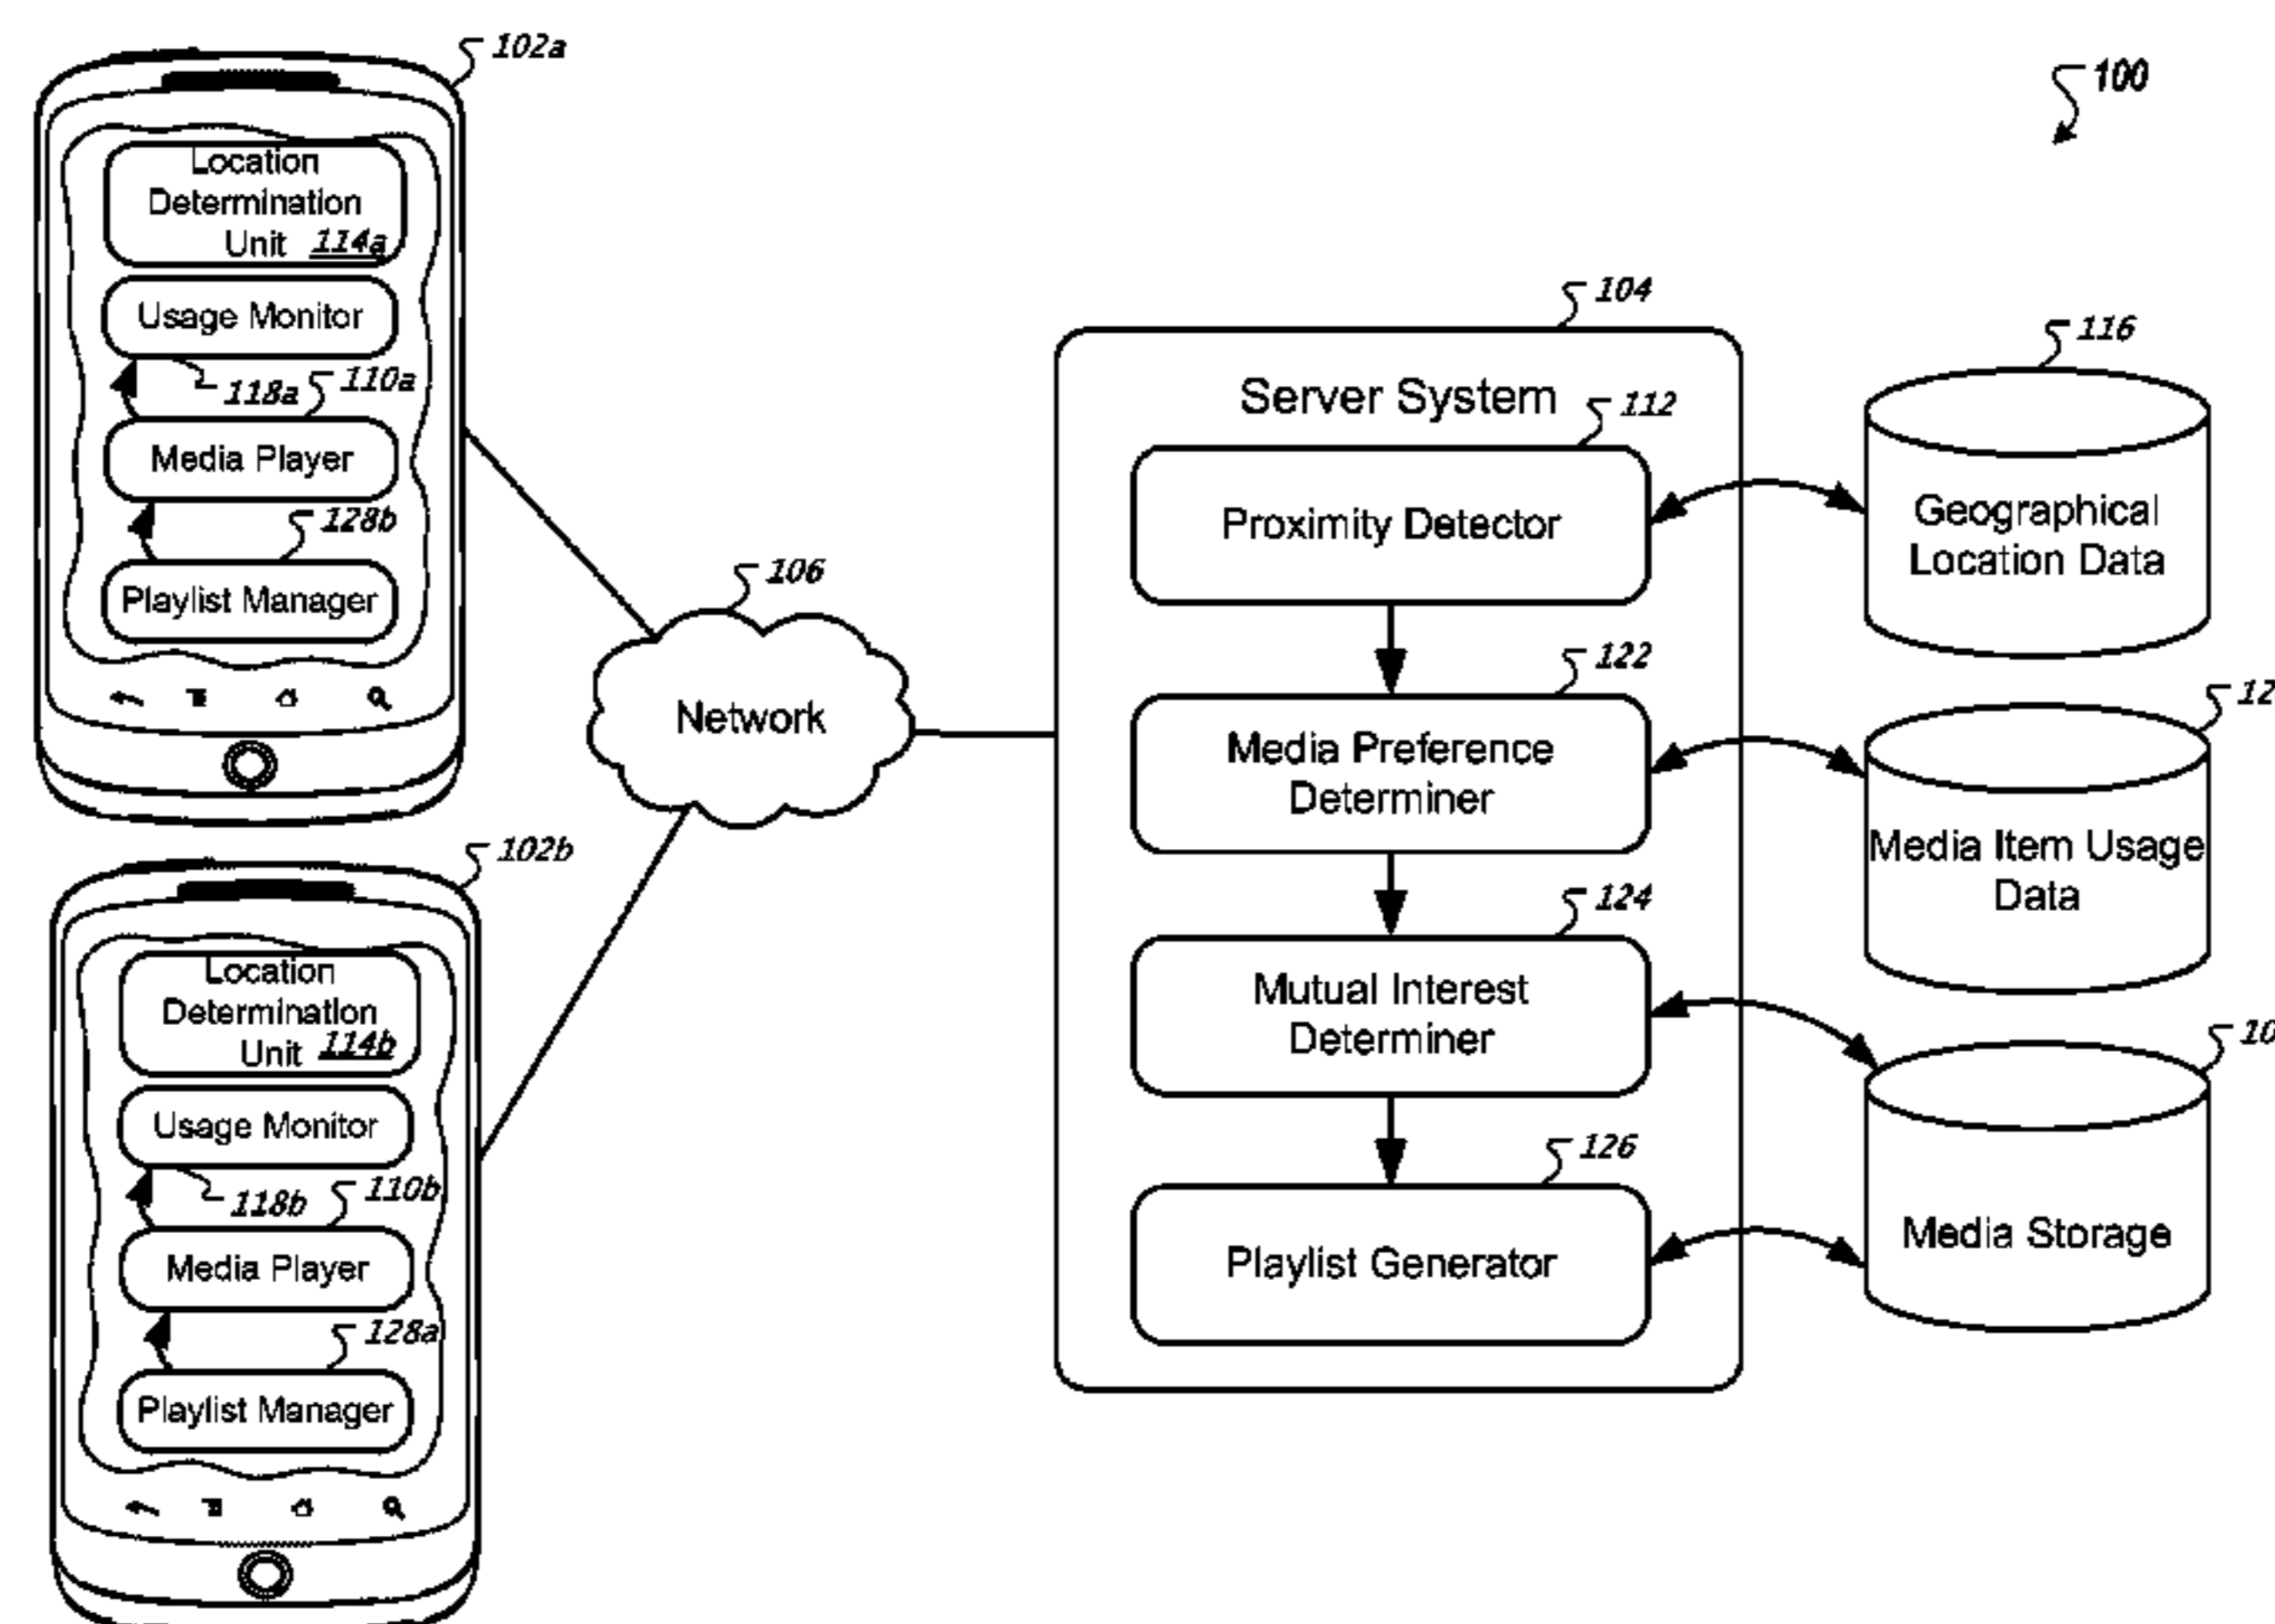 102a
Location
Determination
Unit 114a
Usage Monitor
118a
110a
Media Player
128b
Playlist Manager
102b
Location
Determination
Unit 114b
Usage Monitor
118b
110b
Media Player
128a
Playlist Manager
106
Network
100
104
Server System
112
Proximity Detector
122
Media Preference
Determiner
124
Mutual Interest
Determiner
126
Playlist Generator
116
Geographical
Location Data
Media Item Usage
Data
Media Storage